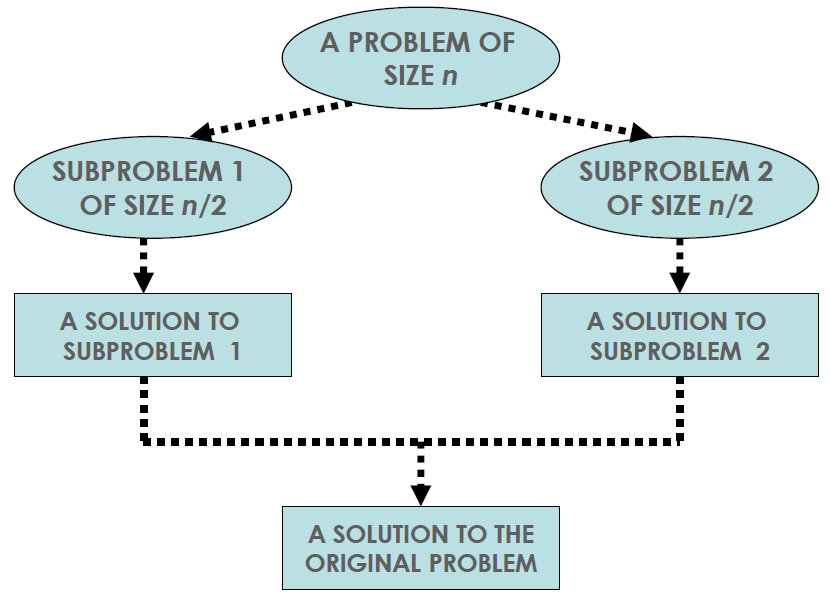 A PROBLEM OF
SIZE n
SUBPROBLEM 1
OF SIZE n/2
SUBPROBLEM 2
OF SIZE n/2
A SOLUTION TO
SUBPROBLEM 1
A SOLUTION TO
SUBPROBLEM 2
A SOLUTION TO THE
ORIGINAL PROBLEM